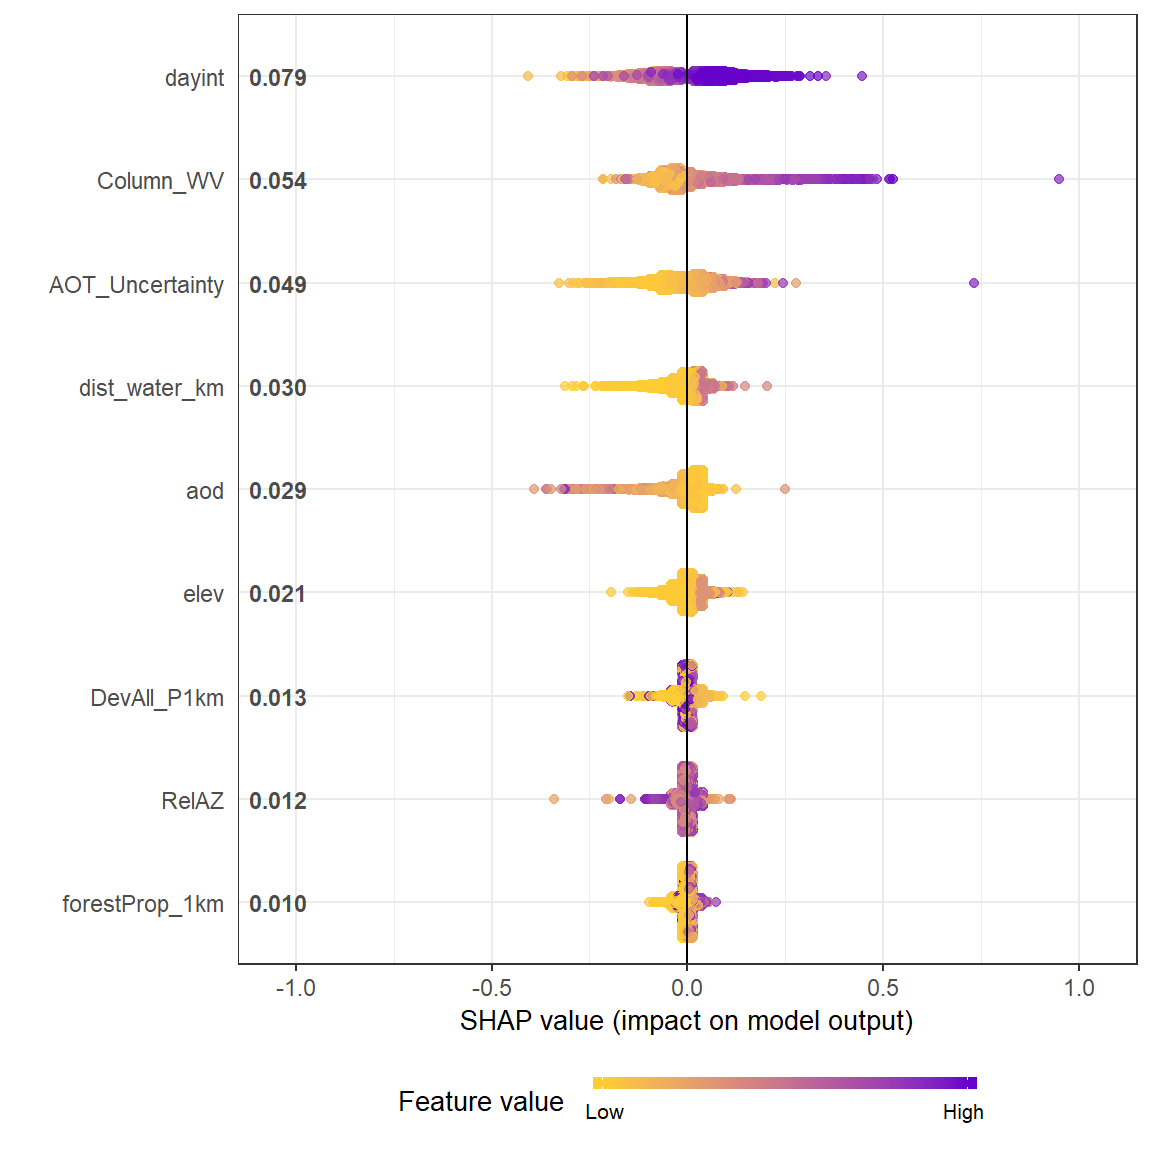 dayint 0.079
Column_WV 0.054
AOT_Uncertainty 0.049
dist_water_km 0.030
aod 0.029
elev 0.021
DevAll_P1km 0.013
RelAZ 0.012
forestProp_1km 0.010
-1.0 -0.5 0.0 0.5 1.0
SHAP value (impact on model output)
Feature value
Low High